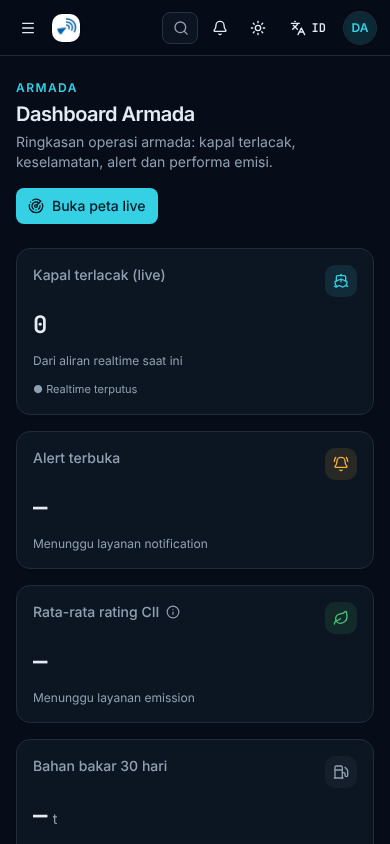 ID
DA
ARMADA
Dashboard Armada
Ringkasan operasi armada: kapal terlacak,
keselamatan, alert dan performa emisi.
Buka peta live
Kapal terlacak (live)
0
Dari aliran realtime saat ini
Realtime terputus
Alert terbuka
—
Menunggu layanan notification
Rata-rata rating CII
—
Menunggu layanan emission
Bahan bakar 30 hari
— t